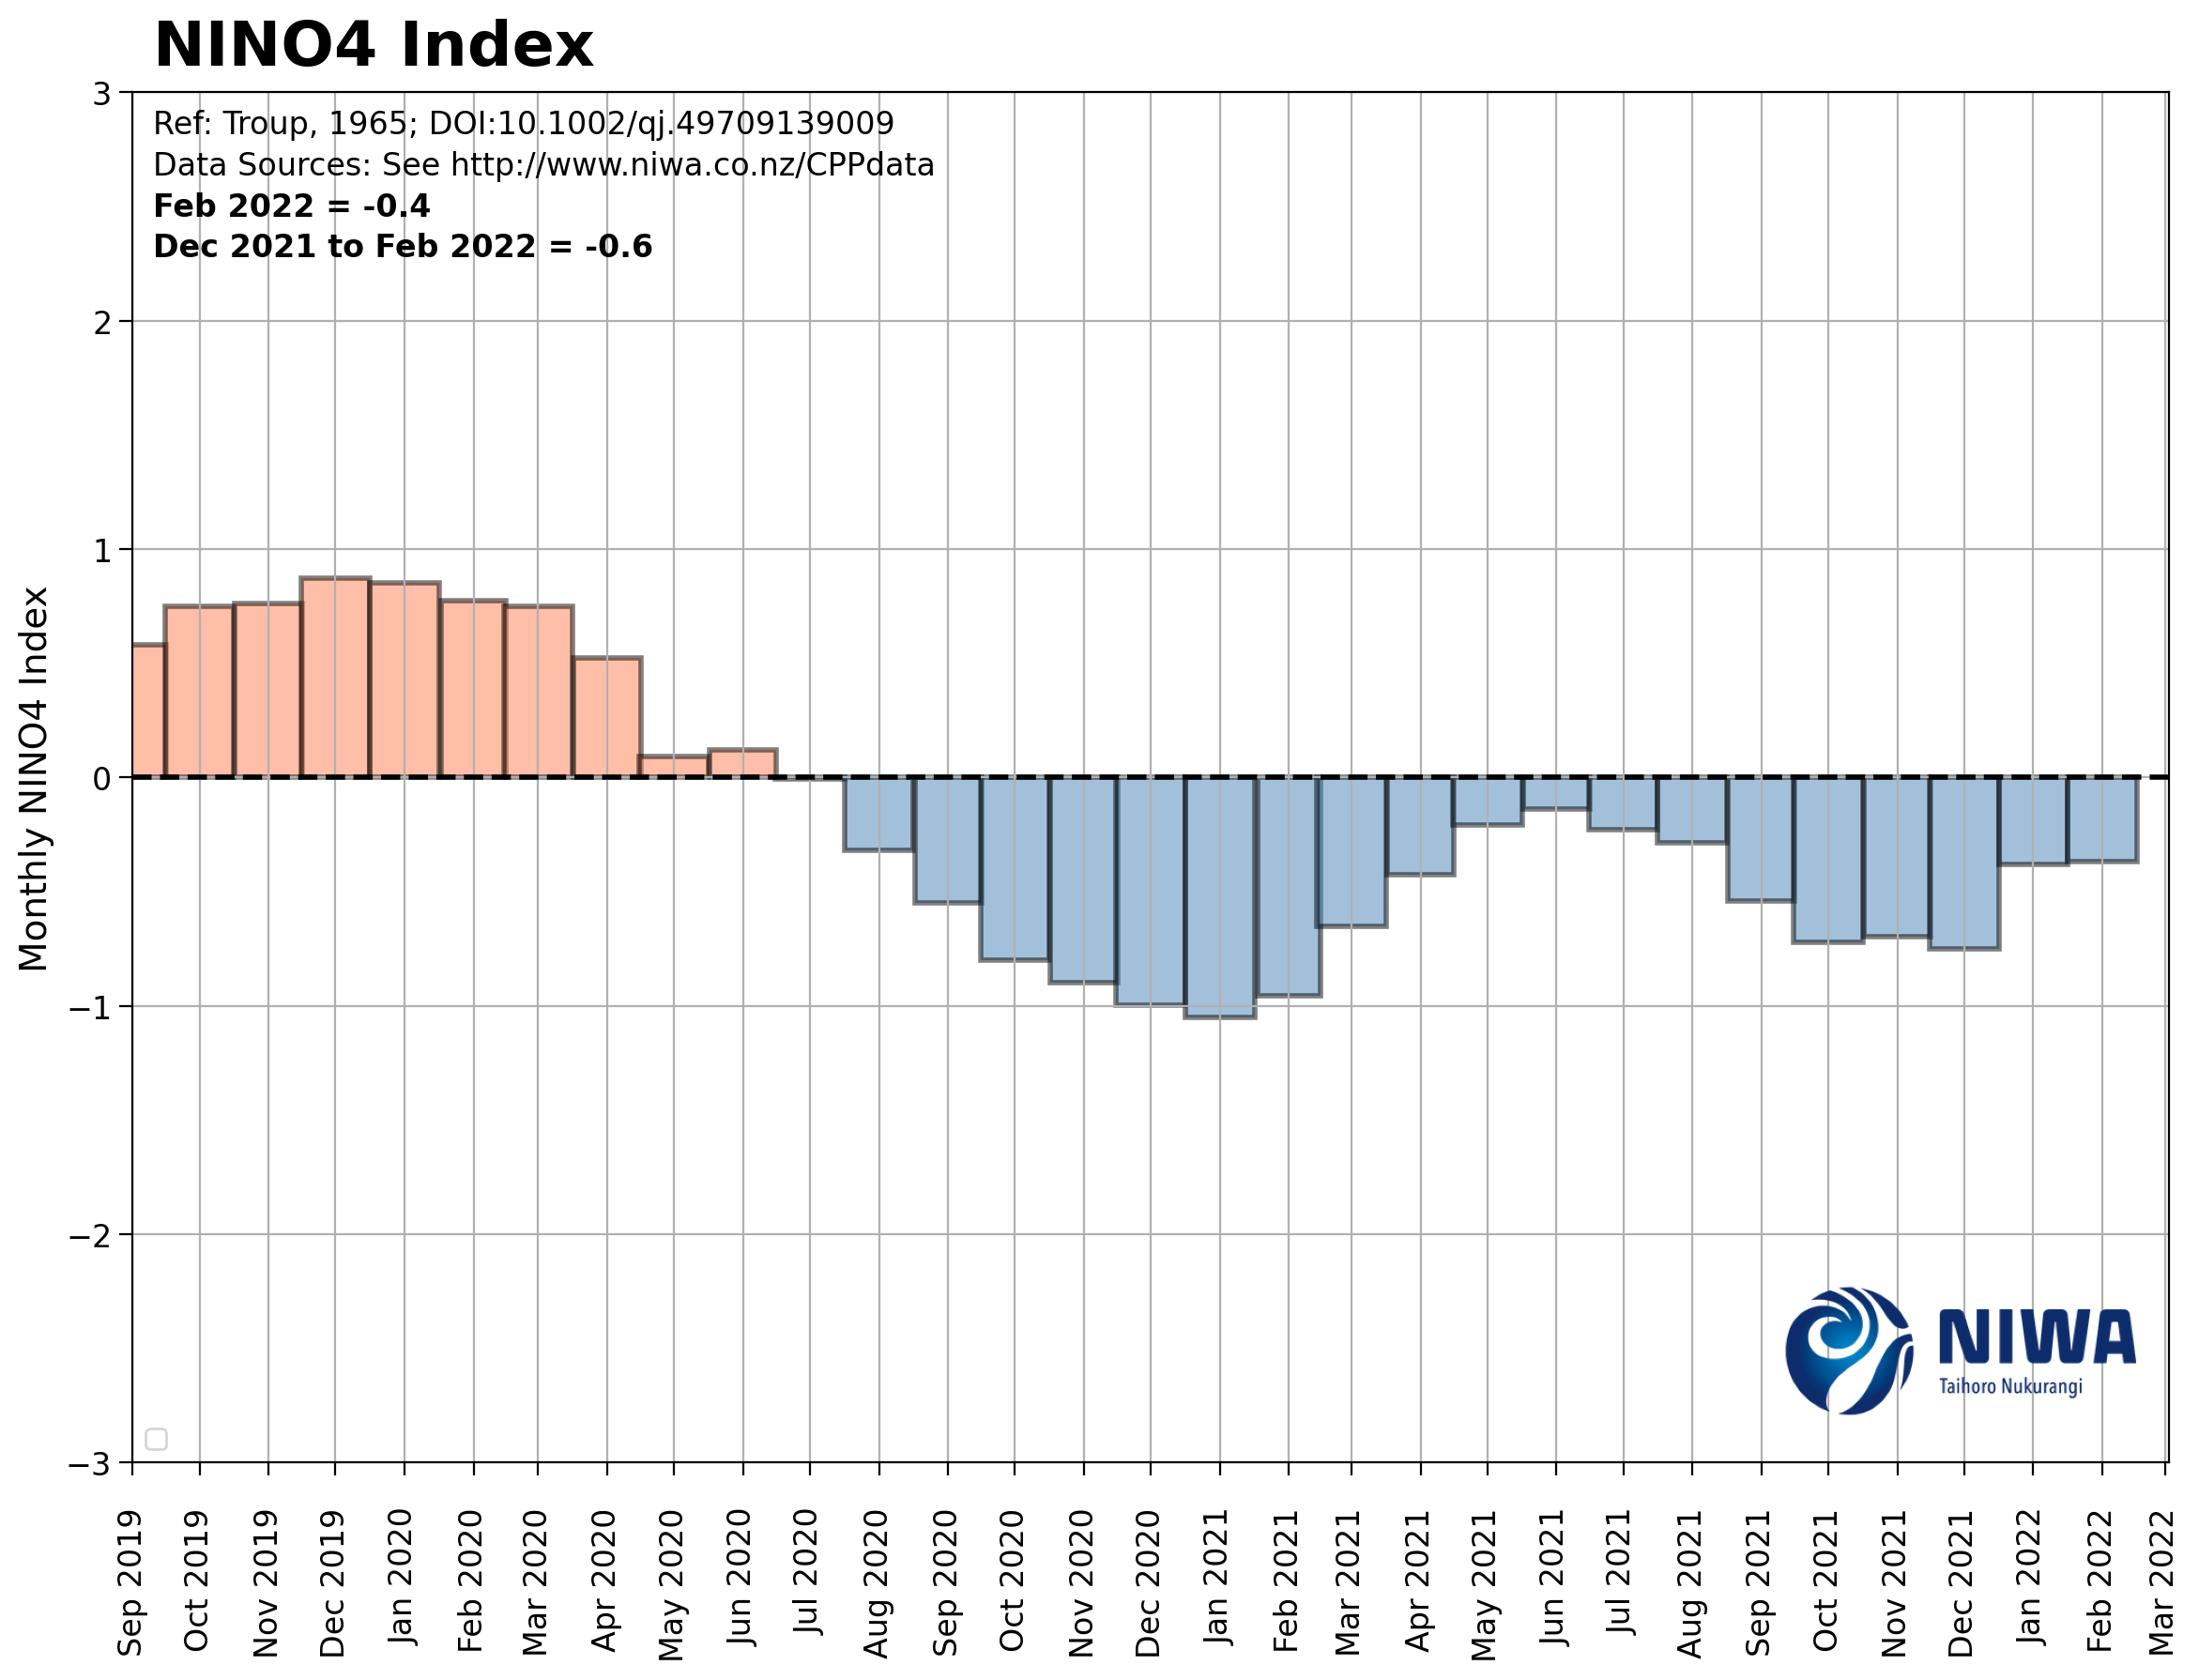 NINO4 Index
Ref: Troup, 1965; DOI:10.1002/qj.49709139009
Data Sources: See http://www.niwa.co.nz/CPPdata
Feb 2022 = -0.4
Dec 2021 to Feb 2022 = -0.6
Monthly NINO4 Index
3
2
1
0
−1
−2
−3
NIWA
Taihoro Nukurangi
Sep 2019
Oct 2019
Nov 2019
Dec 2019
Jan 2020
Feb 2020
Mar 2020
Apr 2020
May 2020
Jun 2020
Jul 2020
Aug 2020
Sep 2020
Oct 2020
Nov 2020
Dec 2020
Jan 2021
Feb 2021
Mar 2021
Apr 2021
May 2021
Jun 2021
Jul 2021
Aug 2021
Sep 2021
Oct 2021
Nov 2021
Dec 2021
Jan 2022
Feb 2022
Mar 2022